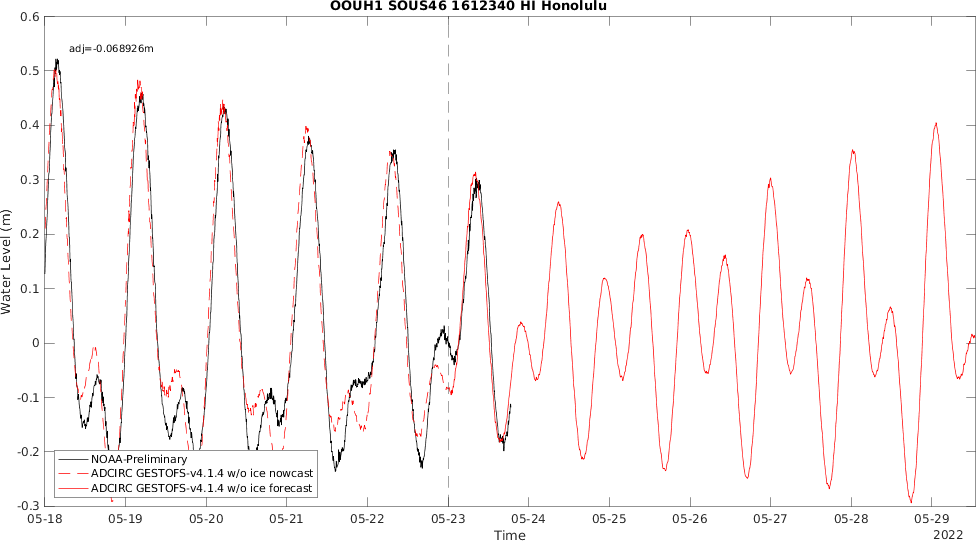 OOUH1 SOUS46 1612340 HI Honolulu
adj=-0.068926m
Water Level (m)
0.6
0.5
0.4
0.3
0.2
0.1
0
-0.1
-0.2
-0.3
NOAA-Preliminary
ADCIRC GESTOFS-v4.1.4 w/o ice nowcast
ADCIRC GESTOFS-v4.1.4 w/o ice forecast
05-18 05-19 05-20 05-21 05-22 05-23 05-24 05-25 05-26 05-27 05-28 05-29
Time
2022